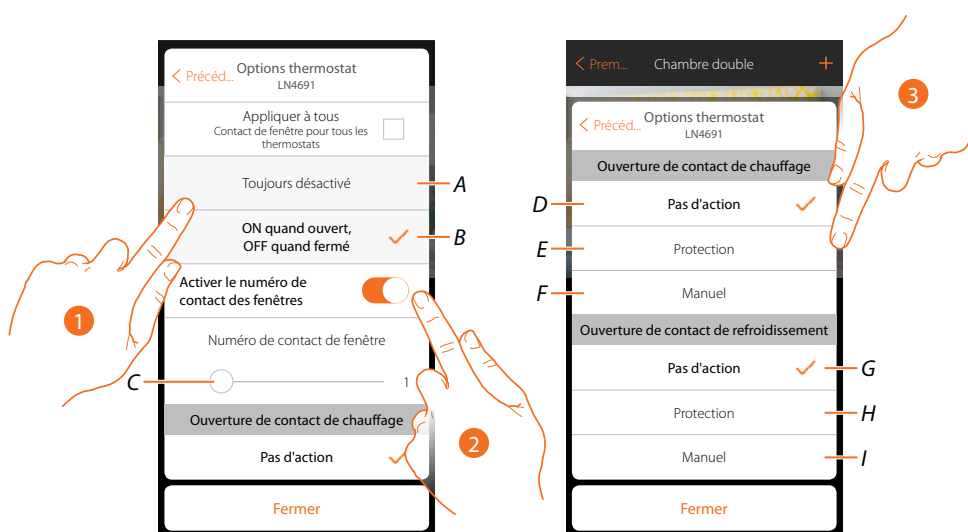 < Précéd... Options thermostat
LN4691
Appliquer à tous
Contact de fenêtre pour tous les
thermostats
Toujours désactivé
A
ON quand ouvert,
OFF quand fermé
B
Activer le numéro de
contact des fenêtres
1
Numéro de contact de fenêtre
C
1
Ouverture de contact de chauffage
2
Pas d'action
Fermer
< Prem... Chambre double +
3
< Précéd... Options thermostat
LN4691
Ouverture de contact de chauffage
D
Pas d'action
E
Protection
F
Manuel
Ouverture de contact de refroidissement
Pas d'action
G
Protection
H
Manuel
I
Fermer